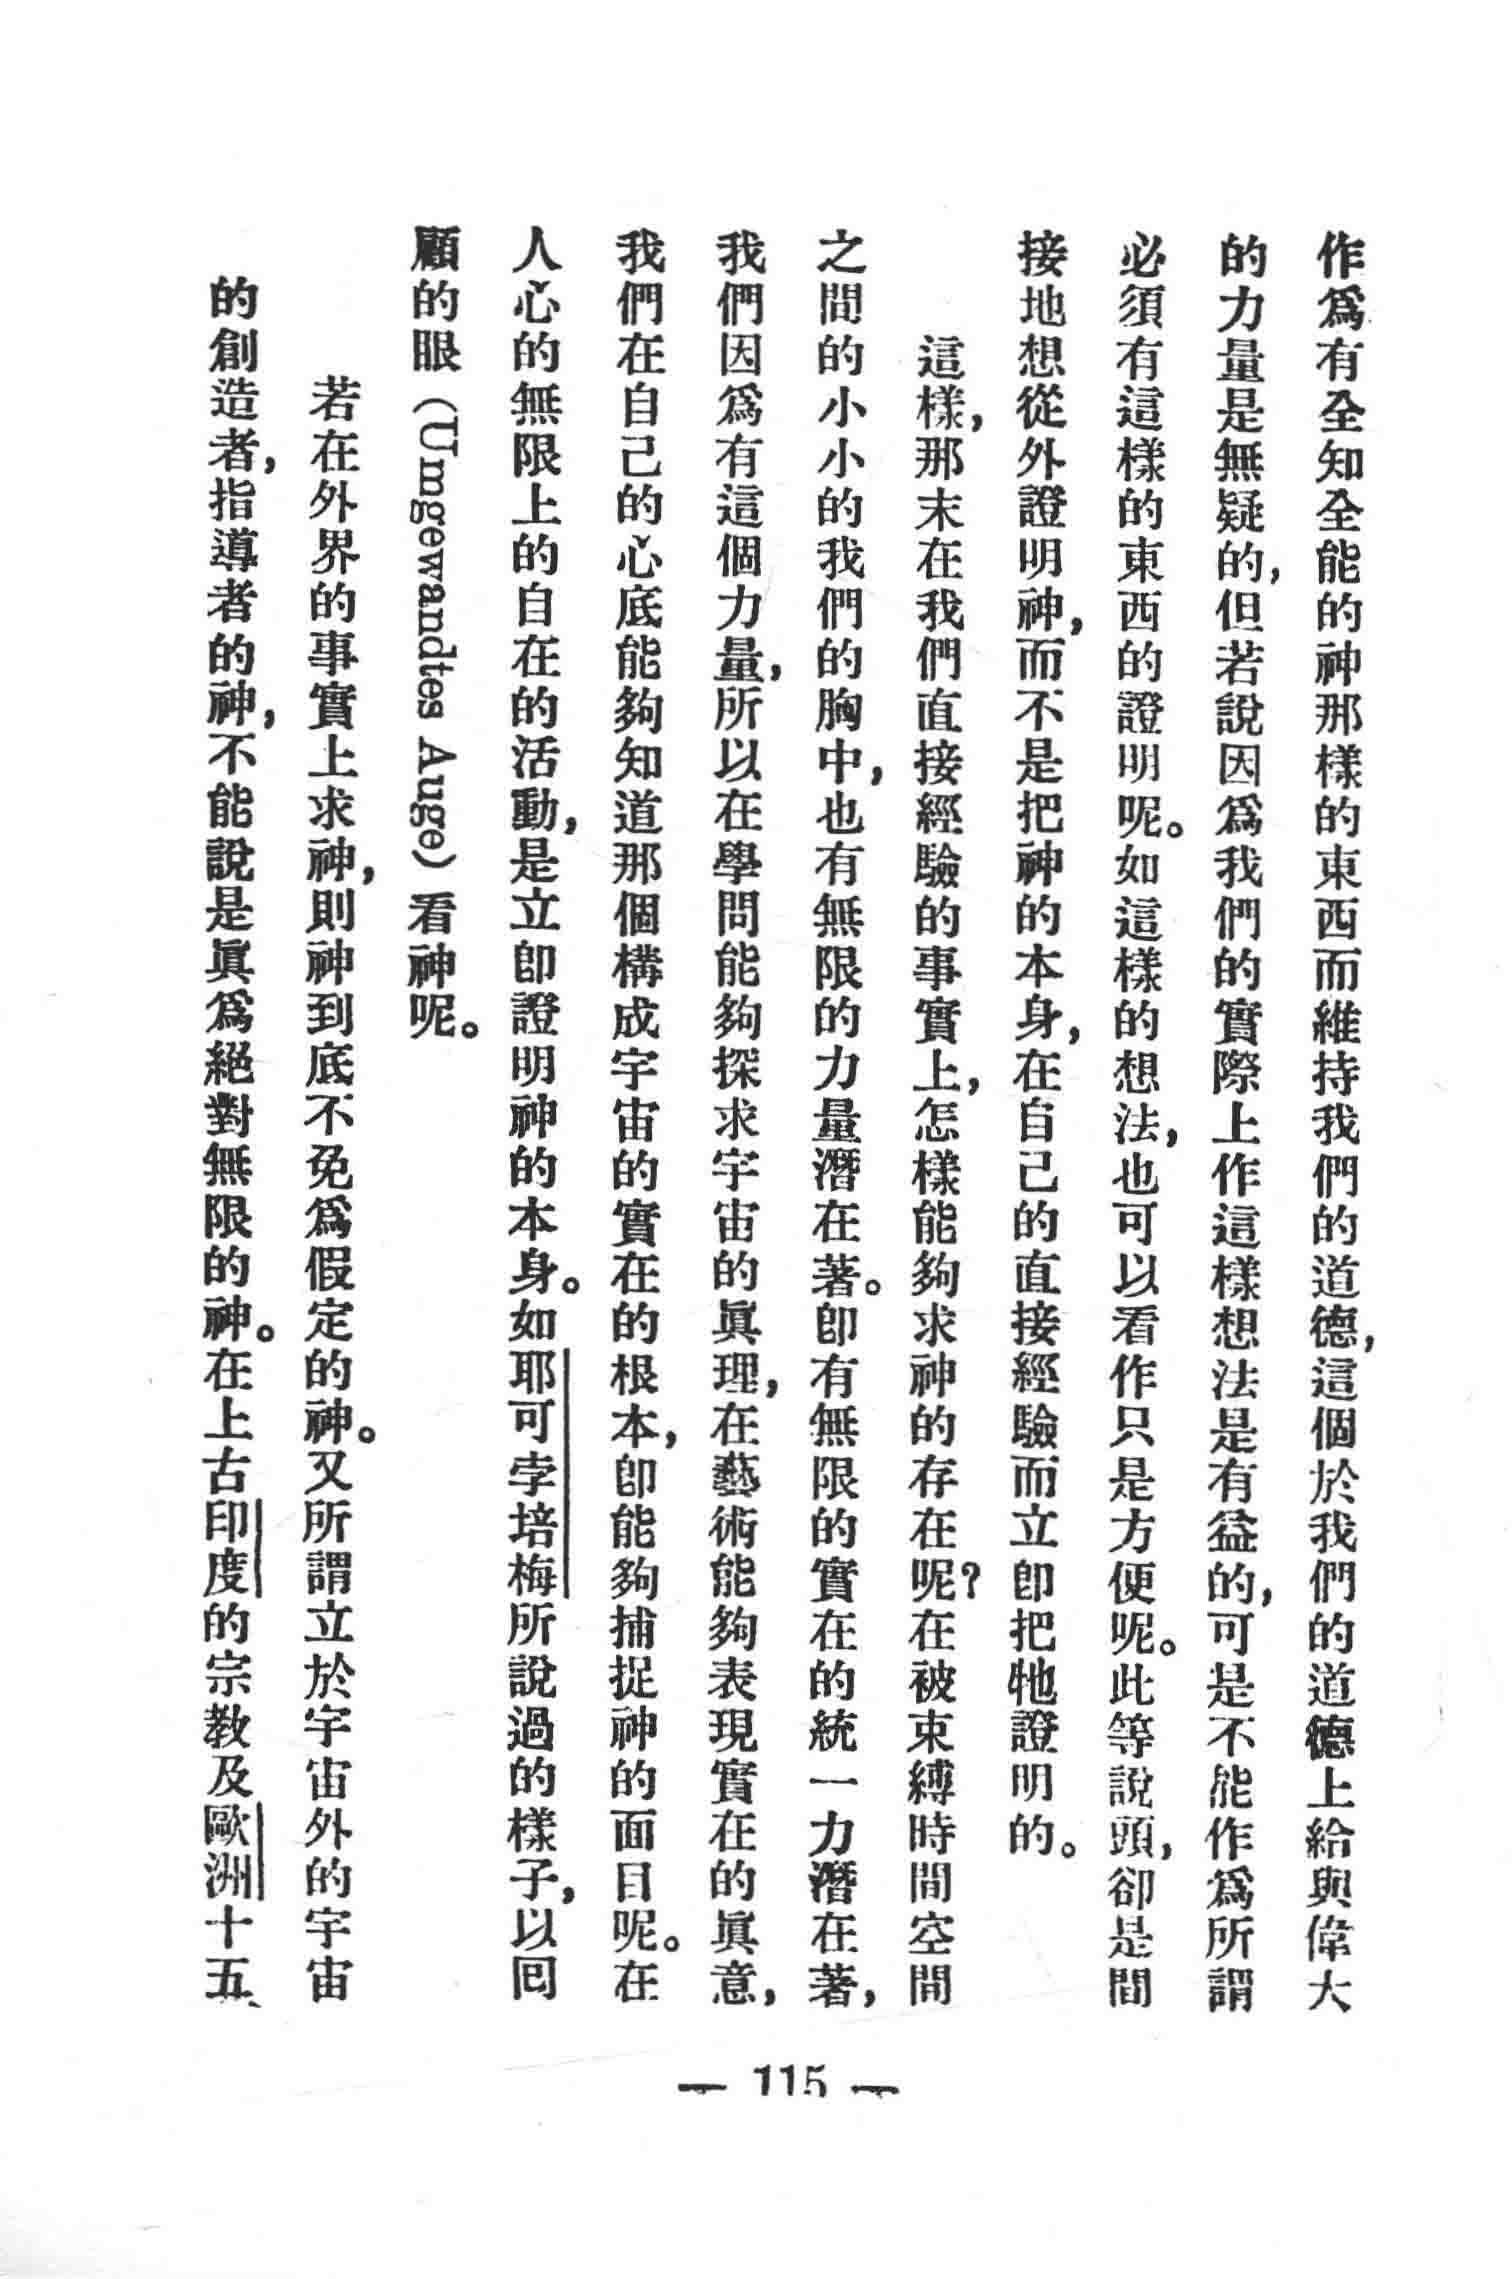 作爲有全知全能的神那樣的東西而維持我們的道德，這個於我們的道德上給與偉大
的力量是無疑的，但若說因爲我們的實際上作這樣想法是有益的，可是不能作爲所謂
必須有這樣的東西的證明呢。如這樣的想法，也可以看作只是方便呢。此等說頭，卻是間
接地想從外證明神，而不是把神的本身，在自己的直接經驗而立卽把牠證明的。
這樣，那末在我們直接經驗的事實上，怎樣能夠求神的存在呢？在被束縛時間空間
之間的小小的我們的胸中，也有無限的力量潛在著。卽有無限的實在的統一力潛在著，
我們因爲有這個力量，所以在學問能夠探求宇宙的眞理，在藝術能夠表現實在的眞意，
我們在自己的心底能夠知道那個構成宇宙的實在的根本，卽能夠捕捉神的面目呢。在
人心的無限上的自在的活動，是立卽證明神的本身。如耶可孛培梅所說過的樣子，以回
顧的眼（Umgewandtes Auge）看神呢。
若在外界的事實上求神，則神到底不免爲假定的神。又所謂立於宇宙外的宇宙
的創造者，指導者的神，不能說是眞爲絕對無限的神。在上古印度的宗教及歐洲十五、
— 115 —